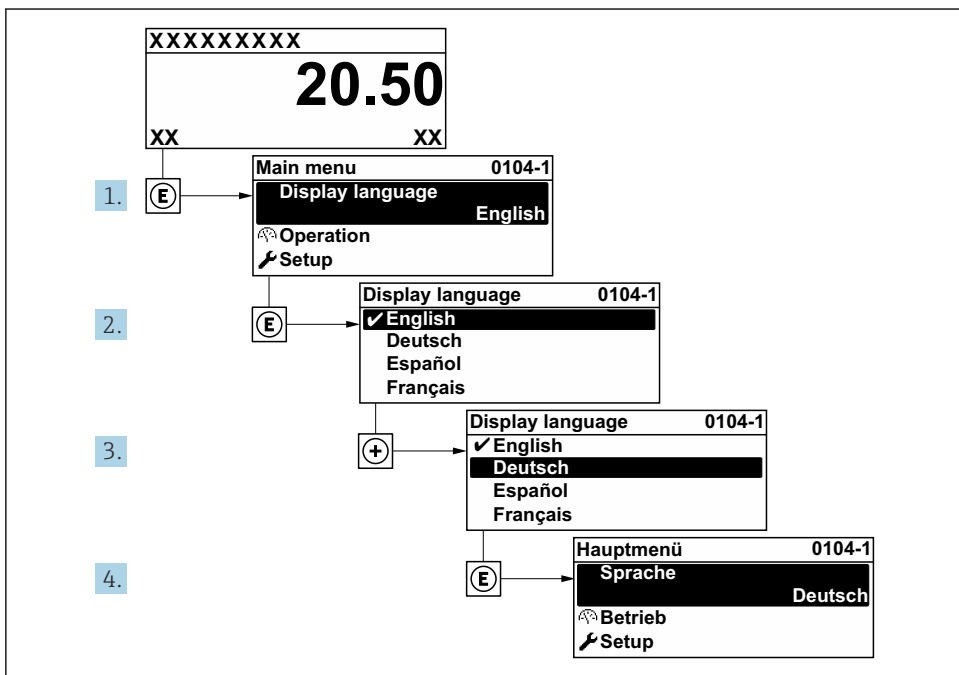 XXXXXXXXX
20.50
XX XX
Main menu 0104-1
1. E Display language
English
Operation
Setup
Display language 0104-1
2. E ✔English
Deutsch
Español
Français
Display language 0104-1
3. + ✔English
Deutsch
Español
Français
Hauptmenü 0104-1
4. E Sprache
Deutsch
Betrieb
Setup